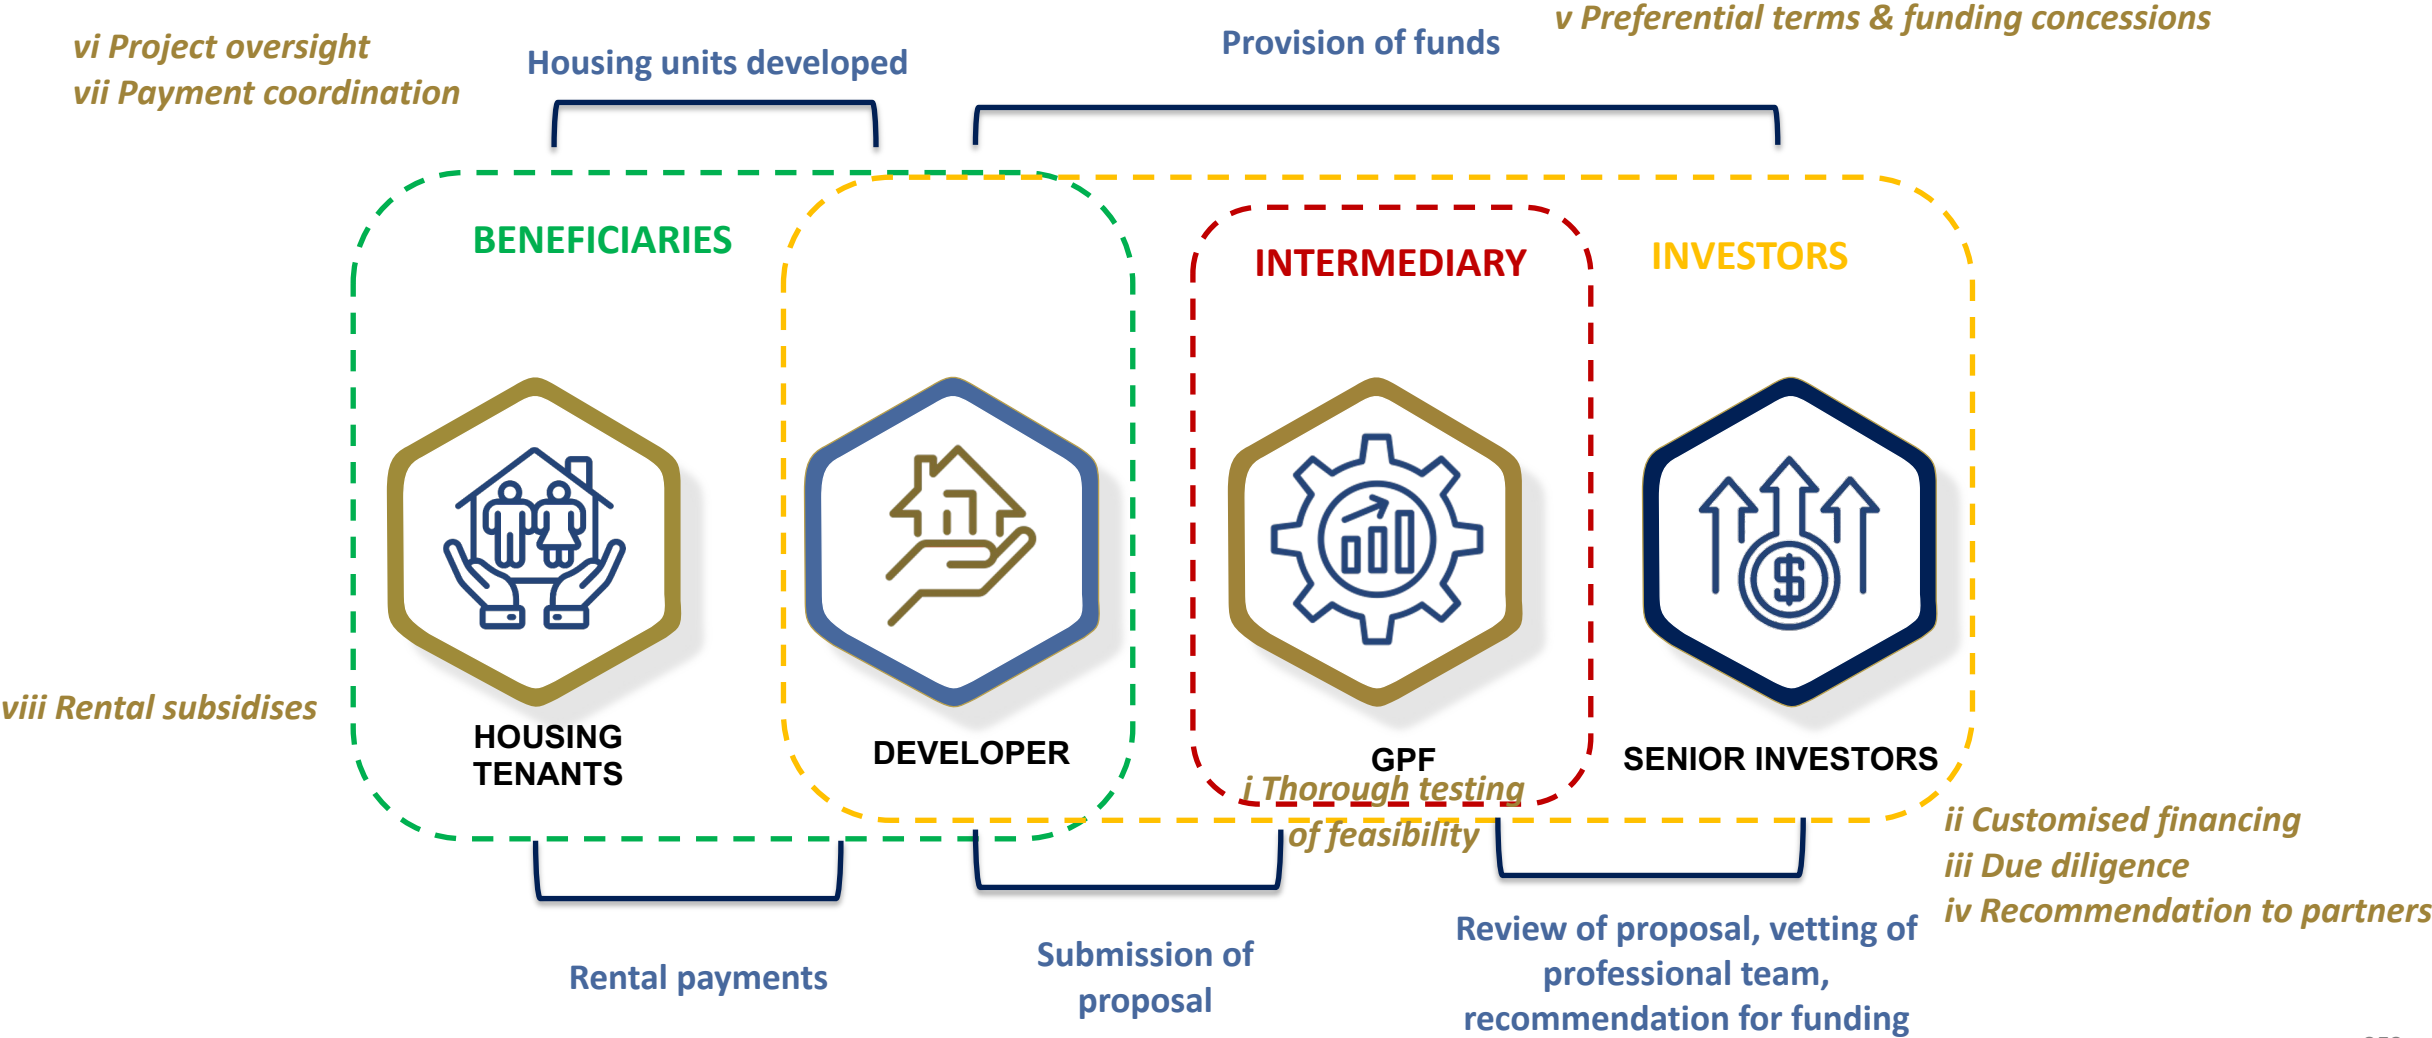 v Preferential terms & funding concessions
vi Project oversight
vii Payment coordination
Housing units developed
Provision of funds
BENEFICIARIES
INTERMEDIARY
INVESTORS
viii Rental subsidises
HOUSING
TENANTS
DEVELOPER
GPF
SENIOR INVESTORS
i Thorough testing
of feasibility
ii Customised financing
iii Due diligence
iv Recommendation to partners
Rental payments
Submission of
proposal
Review of proposal, vetting of
professional team,
recommendation for funding